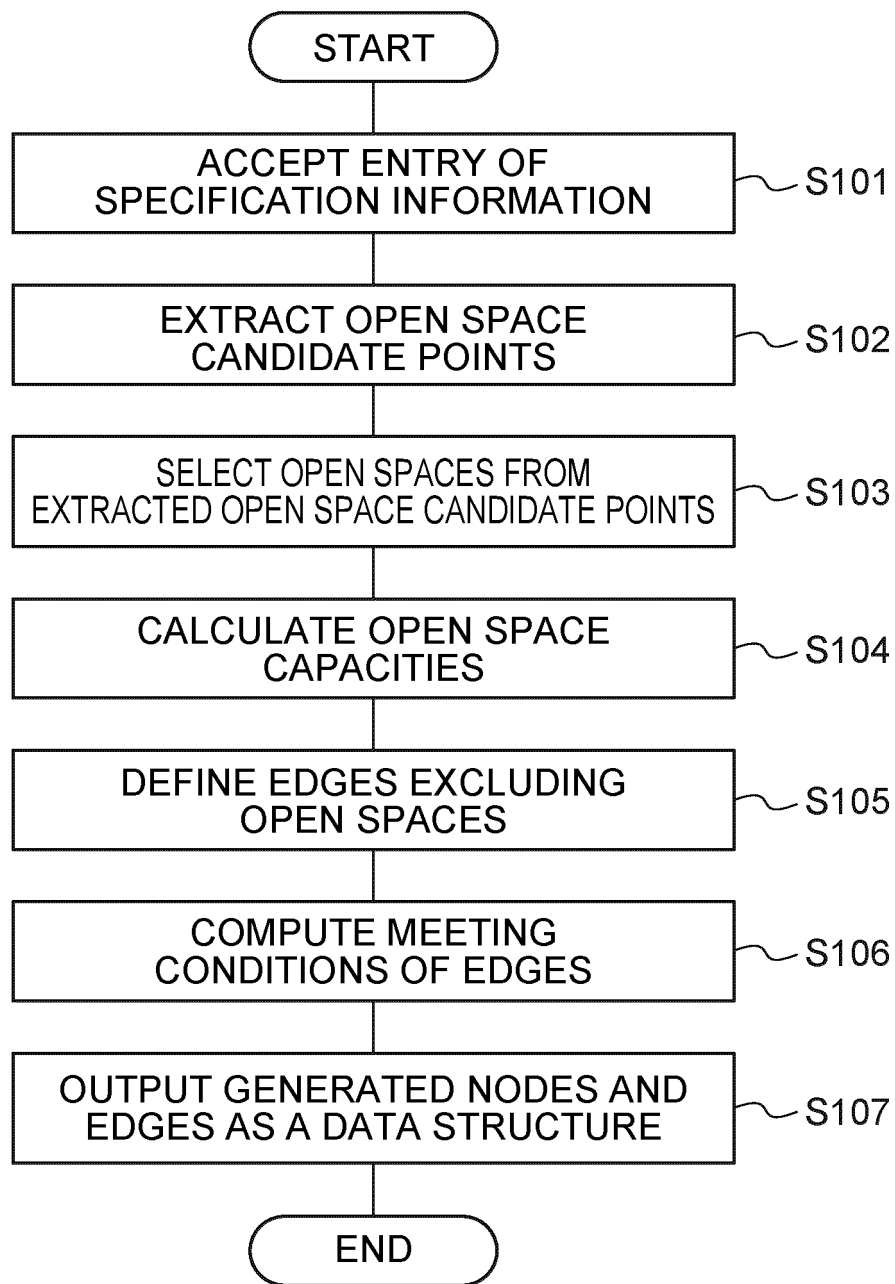 START
ACCEPT ENTRY OF
SPECIFICATION INFORMATION
S101
EXTRACT OPEN SPACE
CANDIDATE POINTS
S102
SELECT OPEN SPACES FROM
EXTRACTED OPEN SPACE CANDIDATE POINTS
S103
CALCULATE OPEN SPACE
CAPACITIES
S104
DEFINE EDGES EXCLUDING
OPEN SPACES
S105
COMPUTE MEETING
CONDITIONS OF EDGES
S106
OUTPUT GENERATED NODES AND
EDGES AS A DATA STRUCTURE
S107
END